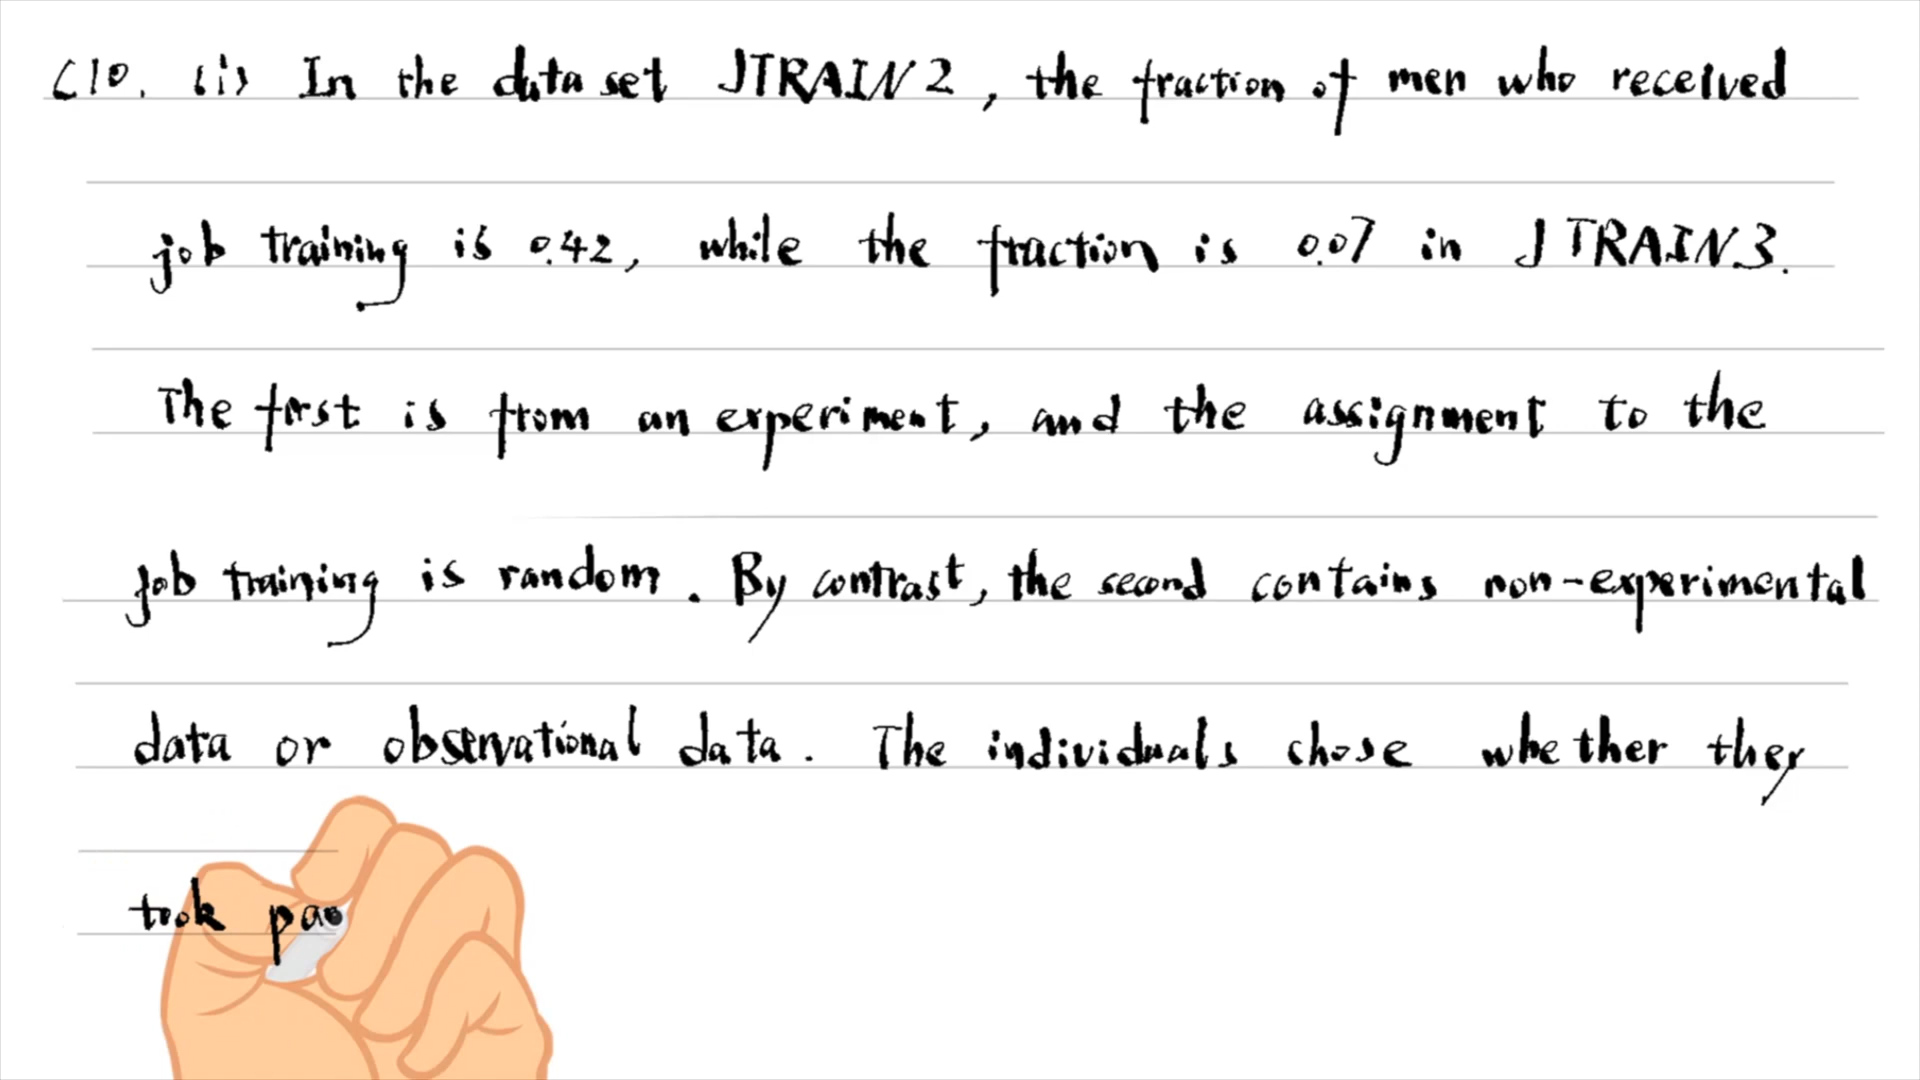 C10. (i) In the data set JTRAIN2, the fraction of men who received
job training is 0.42, while the fraction is 0.07 in JTRAIN3.
The first is from an experiment, and the assignment to the
job training is random. By contrast, the second contains non-experimental
data or observational data. The individuals chose whether they
took pa